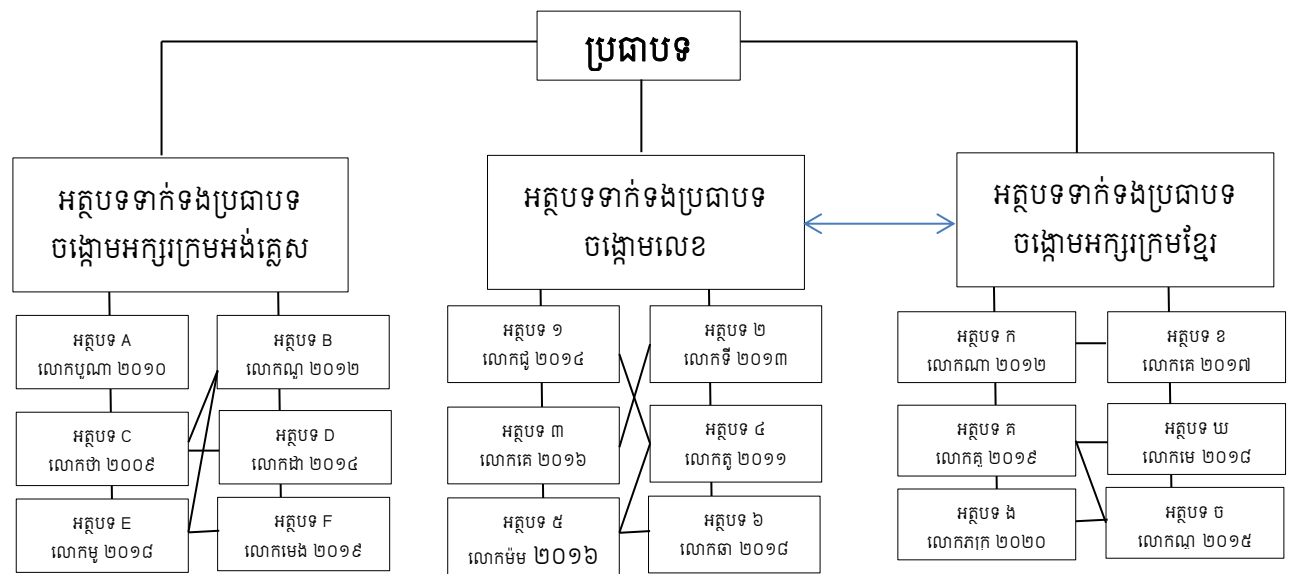 ប្រធាបទ
អត្ថបទទាក់ទងប្រធាបទ
ចង្កោមអក្សរក្រមអង់គ្លេស
អត្ថបទ A
លោកបូណា ២០១០
អត្ថបទ B
លោកណូ ២០១២
អត្ថបទ C
លោកថា ២០០៩
អត្ថបទ D
លោកដា ២០១៤
អត្ថបទ E
លោកមូ ២០១៨
អត្ថបទ F
លោកមេង ២០១៩
អត្ថបទទាក់ទងប្រធាបទ
ចង្កោមលេខ
អត្ថបទ ១
លោកជូ ២០១៤
អត្ថបទ ២
លោកទី ២០១៣
អត្ថបទ ៣
លោកគេ ២០១៦
អត្ថបទ ៤
លោកតូ ២០១១
អត្ថបទ ៥
លោកម៉ម ២០១៦
អត្ថបទ ៦
លោកឆា ២០១៨
អត្ថបទទាក់ទងប្រធាបទ
ចង្កោមអក្សរក្រមខ្មែរ
អត្ថបទ ក
លោកណា ២០១២
អត្ថបទ ខ
លោកគេ ២០១៧
អត្ថបទ គ
លោកគូ ២០១៩
អត្ថបទ ឃ
លោកមេ ២០១៨
អត្ថបទ ង
លោកភក្រ ២០២០
អត្ថបទ ច
លោកណូ ២០១៥